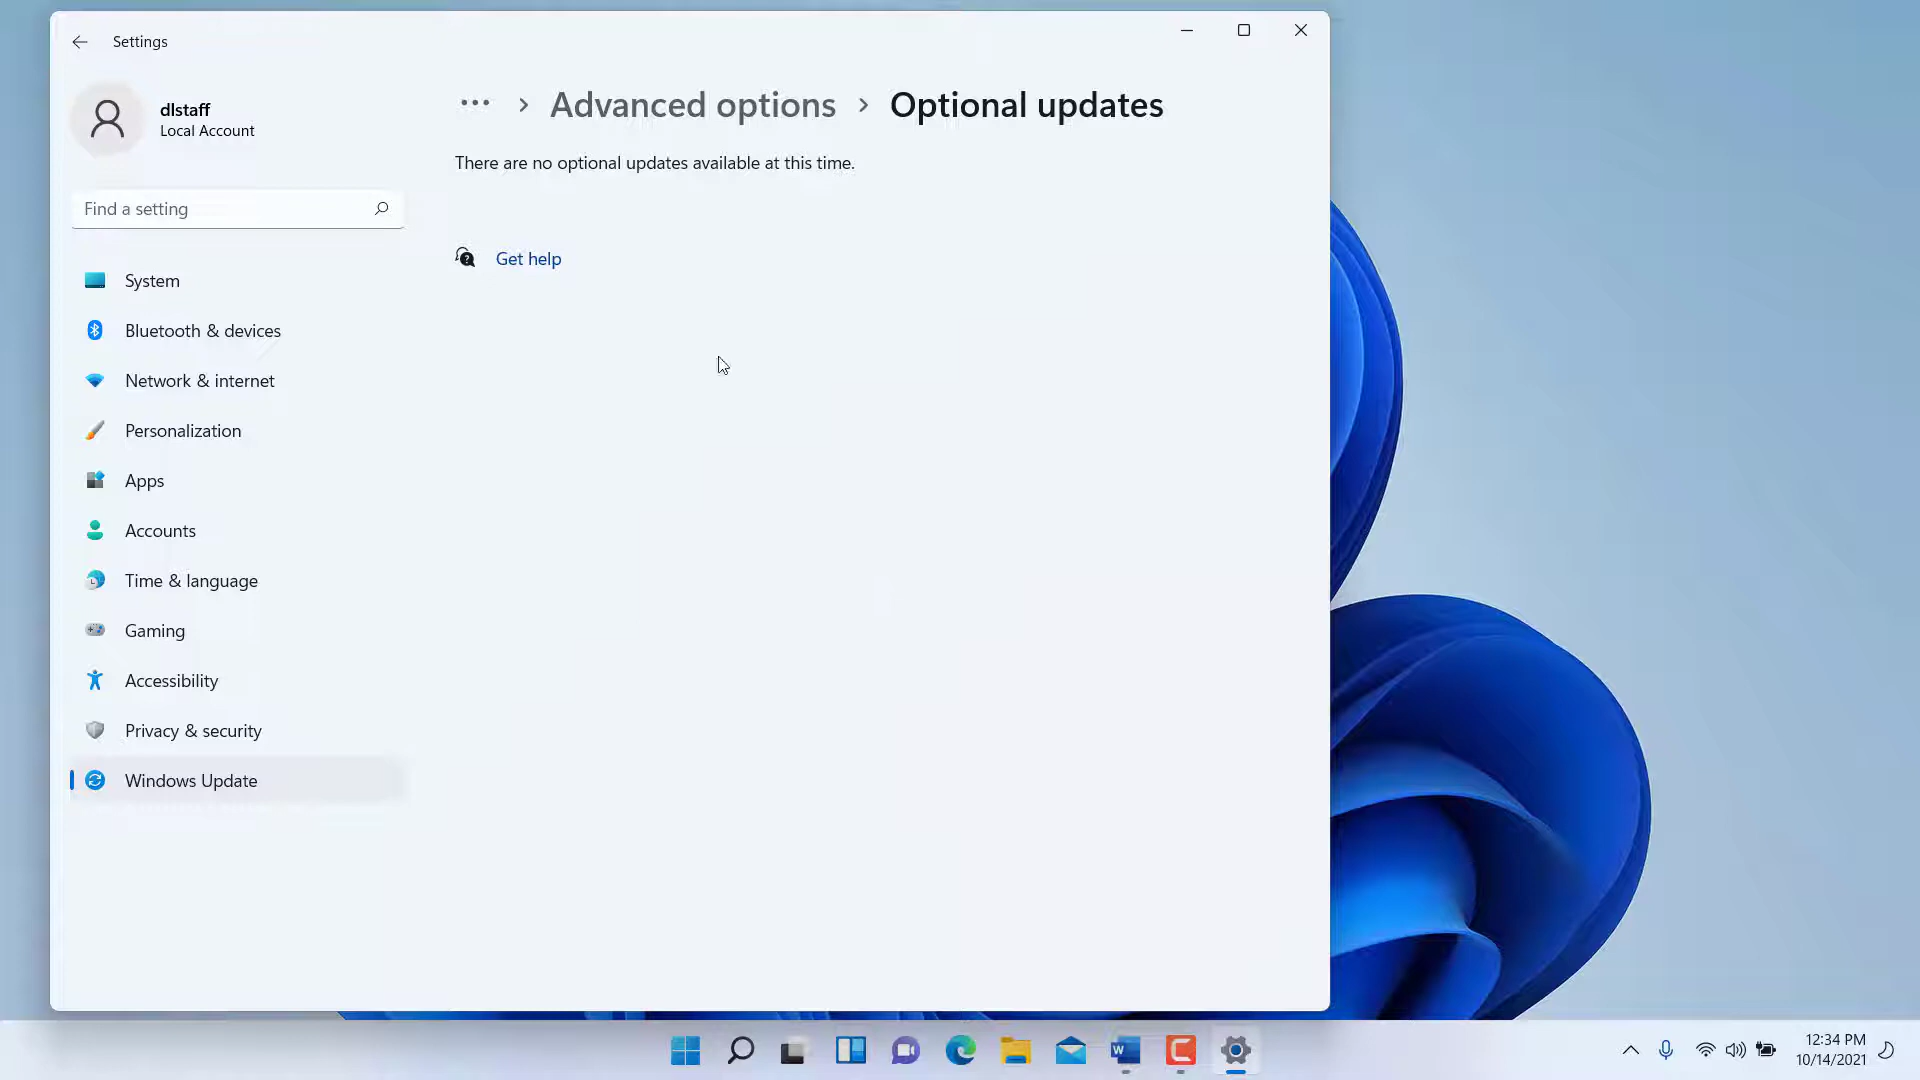 Settings
dlstaff
Local Account
Find a setting
System
Bluetooth & devices
Network & internet
Personalization
Apps
Accounts
Time & language
Gaming
Accessibility
Privacy & security
Windows Update
... > Advanced options > Optional updates
There are no optional updates available at this time.
Get help
12:34 PM
10/14/2021